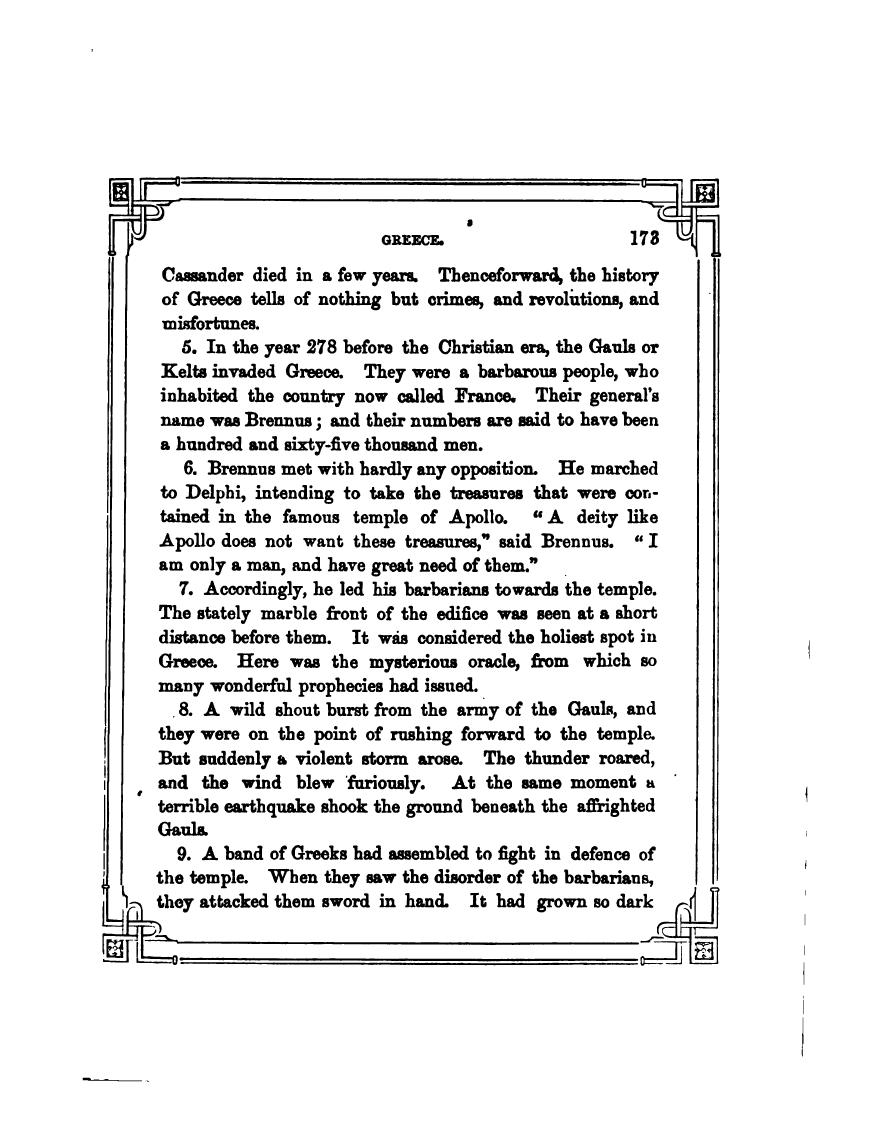 GREECE. 173
Cassander died in a few years. Thenceforward, the history
of Greece tells of nothing but crimes, and revolutions, and
misfortunes.
5. In the year 278 before the Christian era, the Gauls or
Kelts invaded Greece. They were a barbarous people, who
inhabited the country now called France. Their general's
name was Brennus; and their numbers are said to have been
a hundred and sixty-five thousand men.
6. Brennus met with hardly any opposition. He marched
to Delphi, intending to take the treasures that were con-
tained in the famous temple of Apollo. "A deity like
Apollo does not want these treasures," said Brennus. "I
am only a man, and have great need of them."
7. Accordingly, he led his barbarians towards the temple.
The stately marble front of the edifice was seen at a short
distance before them. It was considered the holiest spot in
Greece. Here was the mysterious oracle, from which so
many wonderful prophecies had issued.
8. A wild shout burst from the army of the Gauls, and
they were on the point of rushing forward to the temple.
But suddenly a violent storm arose. The thunder roared,
and the wind blew furiously. At the same moment a
terrible earthquake shook the ground beneath the affrighted
Gauls.
9. A band of Greeks had assembled to fight in defence of
the temple. When they saw the disorder of the barbarians,
they attacked them sword in hand. It had grown so dark